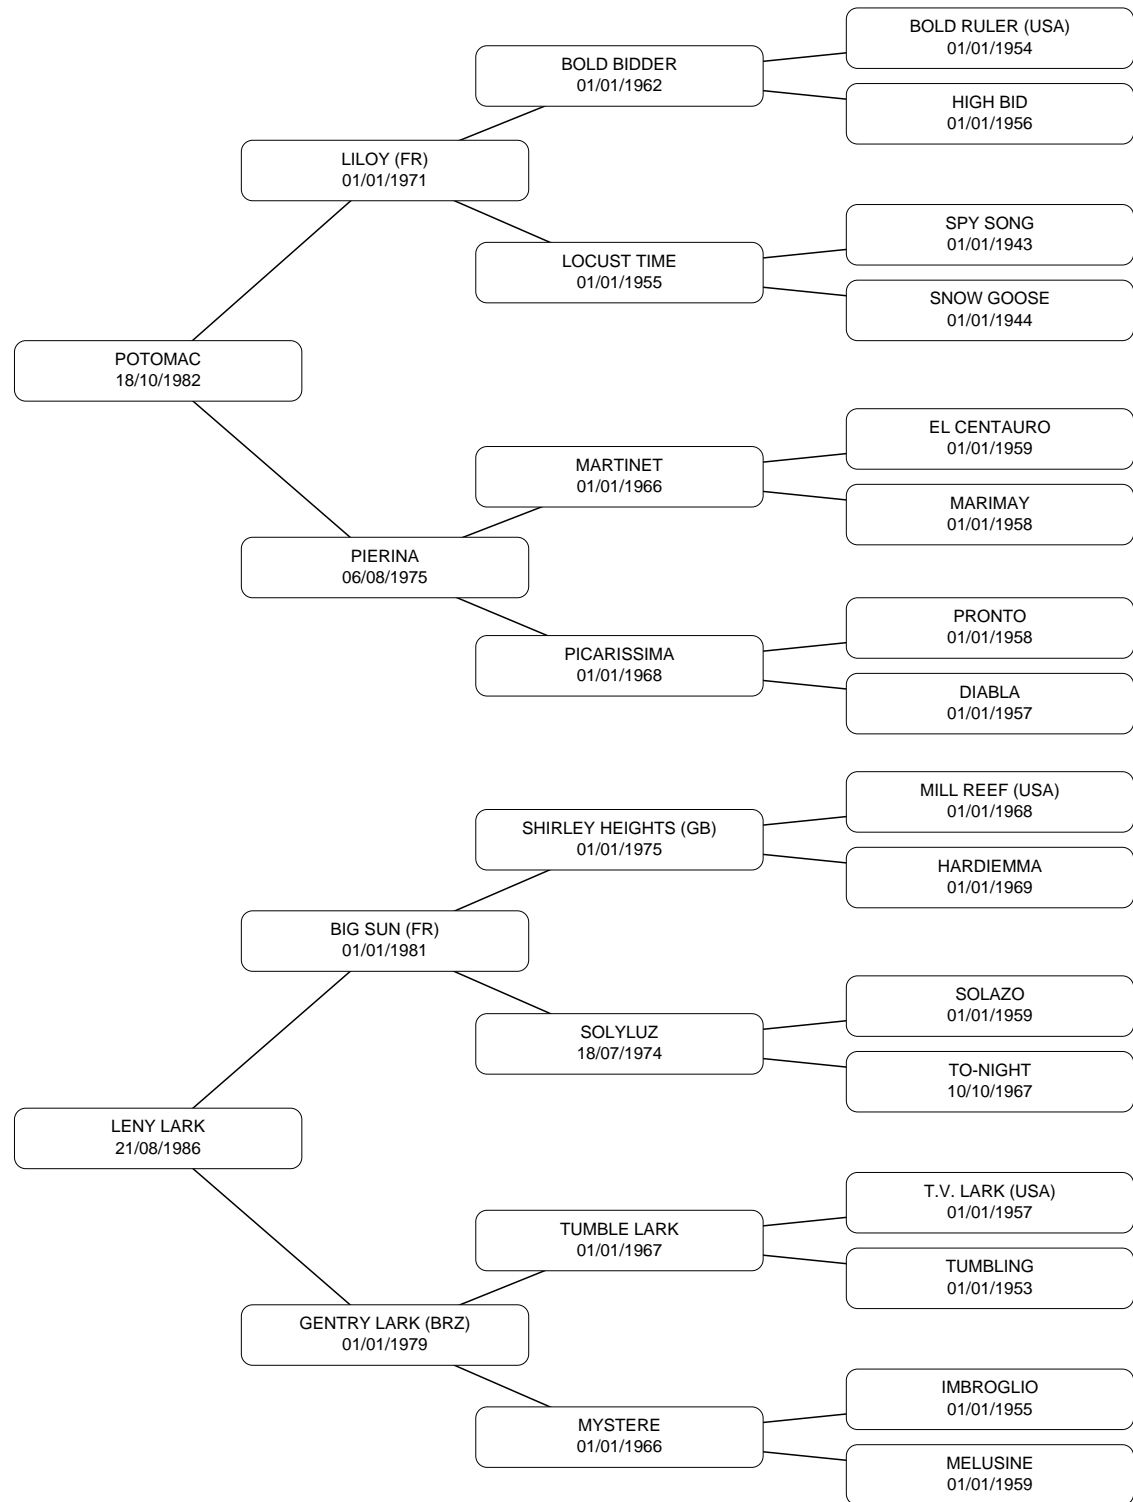 BOLD RULER (USA)
01/01/1954
BOLD BIDDER
01/01/1962
HIGH BID
01/01/1956
LILOY (FR)
01/01/1971
SPY SONG
01/01/1943
LOCUST TIME
01/01/1955
SNOW GOOSE
01/01/1944
POTOMAC
18/10/1982
EL CENTAURO
01/01/1959
MARTINET
01/01/1966
MARIMAY
01/01/1958
PIERINA
06/08/1975
PRONTO
01/01/1958
PICARISSIMA
01/01/1968
DIABLA
01/01/1957
MILL REEF (USA)
01/01/1968
SHIRLEY HEIGHTS (GB)
01/01/1975
HARDIEMMA
01/01/1969
BIG SUN (FR)
01/01/1981
SOLAZO
01/01/1959
SOLYLUZ
18/07/1974
TO-NIGHT
10/10/1967
LENY LARK
21/08/1986
T.V. LARK (USA)
01/01/1957
TUMBLE LARK
01/01/1967
TUMBLING
01/01/1953
GENTRY LARK (BRZ)
01/01/1979
IMBROGLIO
01/01/1955
MYSTERE
01/01/1966
MELUSINE
01/01/1959